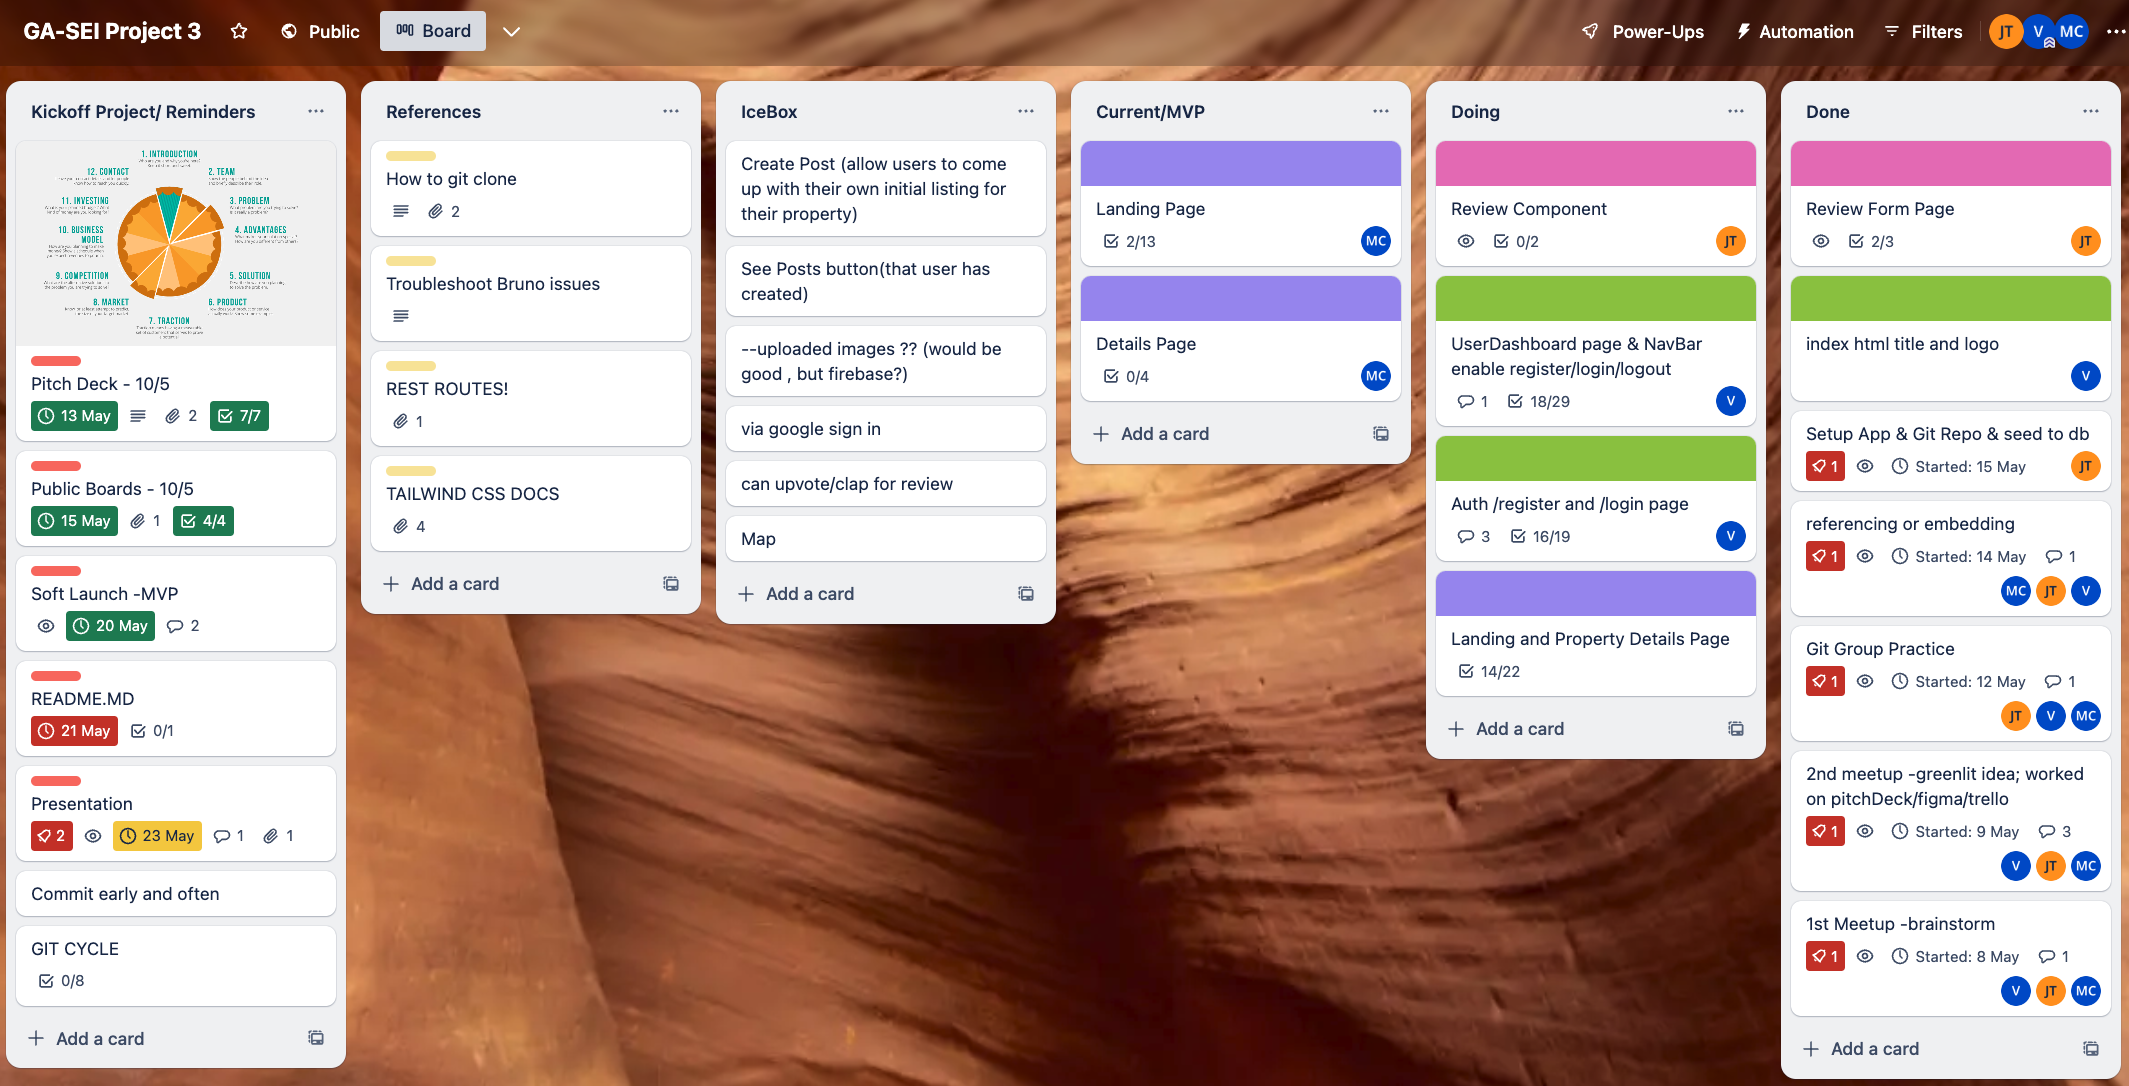 GA-SEI Project 3
Public
Board
Power-Ups
Automation
Filters
JT
V
MC
Kickoff Project/ Reminders
1. INTRODUCTION
2. TEAM
3. PROBLEM
4. ADVANTAGES
5. SOLUTION
6. PRODUCT
7. TRACTION
8. MARKET
9. COMPETITION
10. BUSINESS
MODEL
11. INVESTING
12. CONTACT
Pitch Deck - 10/5
13 May 2 7/7
Public Boards - 10/5
15 May 1 4/4
Soft Launch -MVP
20 May 2
README.MD
21 May 0/1
Presentation
2 23 May 1 1
Commit early and often
GIT CYCLE
0/8
Add a card
References
How to git clone
2
Troubleshoot Bruno issues
REST ROUTES!
1
TAILWIND CSS DOCS
4
Add a card
IceBox
Create Post (allow users to come
up with their own initial listing for
their property)
See Posts button(that user has
created)
--uploaded images ?? (would be
good , but firebase?)
via google sign in
can upvote/clap for review
Map
Add a card
Current/MVP
Landing Page
2/13 MC
Details Page
0/4 MC
Add a card
Doing
Review Component
0/2 JT
UserDashboard page & NavBar
enable register/login/logout
1 18/29 V
Auth /register and /login page
3 16/19 V
Landing and Property Details Page
14/22
Add a card
Done
Review Form Page
2/3 JT
index html title and logo
V
Setup App & Git Repo & seed to db
1 Started: 15 May JT
referencing or embedding
1 Started: 14 May 1
MC JT V
Git Group Practice
1 Started: 12 May 1
JT V MC
2nd meetup -greenlit idea; worked
on pitchDeck/figma/trello
1 Started: 9 May 3
V JT MC
1st Meetup -brainstorm
1 Started: 8 May 1
V JT MC
Add a card